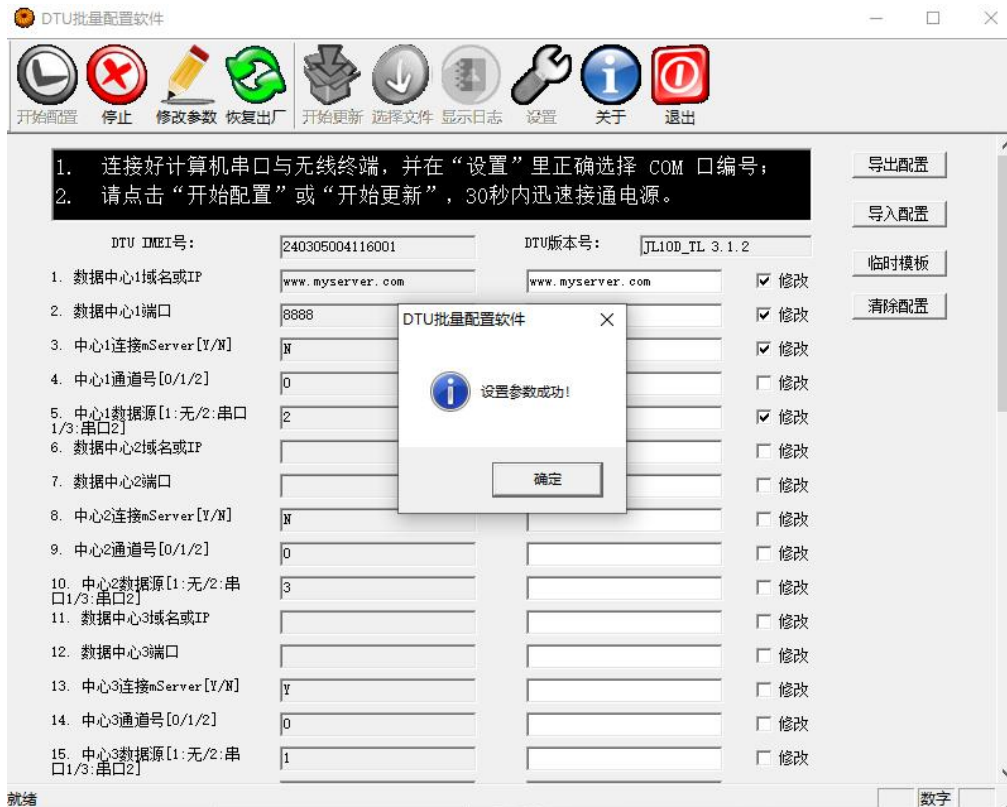 DTU批量配置软件
开始配置 停止 修改参数 恢复出厂 开始更新 选择文件 显示日志 设置 关于 退出
1. 连接好计算机串口与无线终端，并在“设置”里正确选择 COM 口编号；
2. 请点击“开始配置”或“开始更新”，30秒内迅速接通电源。
导出配置
导入配置
临时模板
清除配置
DTU IMEI号： 240305004116001 DTU版本号： JL10D_TL 3.1.2
1. 数据中心1域名或IP www.myserver.com www.myserver.com 修改
2. 数据中心1端口 8888 修改
3. 中心1连接mServer[Y/N] N 修改
4. 中心1通道号[0/1/2] 0 修改
5. 中心1数据源[1:无/2:串口
1/3:串口2] 2 修改
6. 数据中心2域名或IP 修改
7. 数据中心2端口 修改
8. 中心2连接mServer[Y/N] N 修改
9. 中心2通道号[0/1/2] 0 修改
10. 中心2数据源[1:无/2:串
口1/3:串口2] 3 修改
11. 数据中心3域名或IP 修改
12. 数据中心3端口 修改
13. 中心3连接mServer[Y/N] Y 修改
14. 中心3通道号[0/1/2] 0 修改
15. 中心3数据源[1:无/2:串
口1/3:串口2] 1 修改
DTU批量配置软件
设置参数成功！
确定
就绪 数字